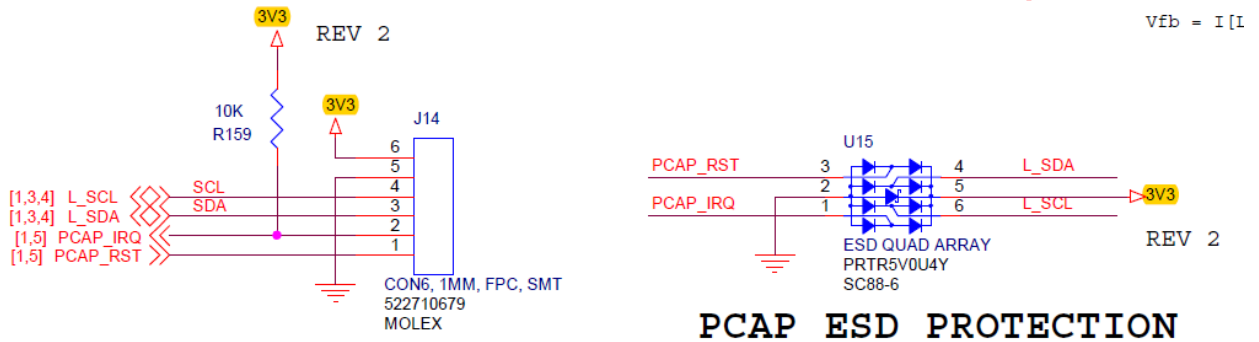 3V3
REV 2
Vfb = I[L
10K
R159
3V3
J14
6
5
4
3
2
1
SCL
SDA
[1,3,4] L_SCL
[1,3,4] L_SDA
[1,5] PCAP_IRQ
[1,5] PCAP_RST
CON6, 1MM, FPC, SMT
522710679
MOLEX
U15
PCAP_RST 3
2
PCAP_IRQ 1
4 L_SDA
5
6 L_SCL
3V3
REV 2
ESD QUAD ARRAY
PRTR5V0U4Y
SC88-6
PCAP ESD PROTECTION